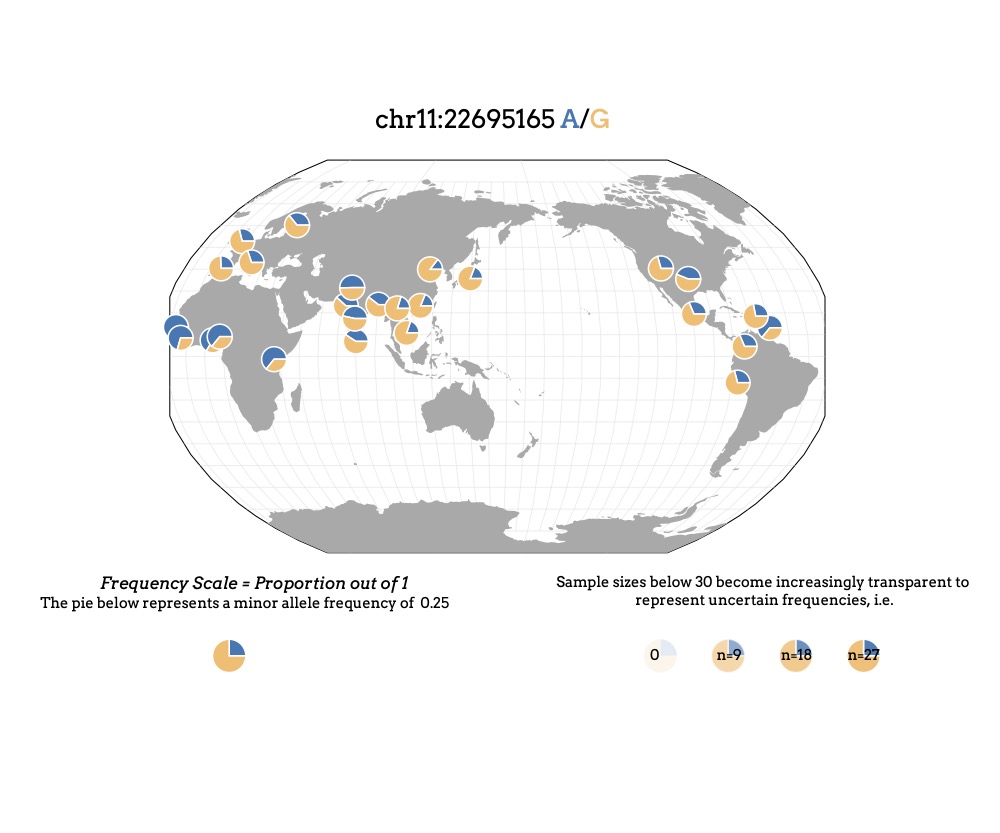 chr11:22695165 A/G
Frequency Scale = Proportion out of 1
The pie below represents a minor allele frequency of 0.25
Sample sizes below 30 become increasingly transparent to
represent uncertain frequencies, i.e.
0 n=9 n=18 n=27